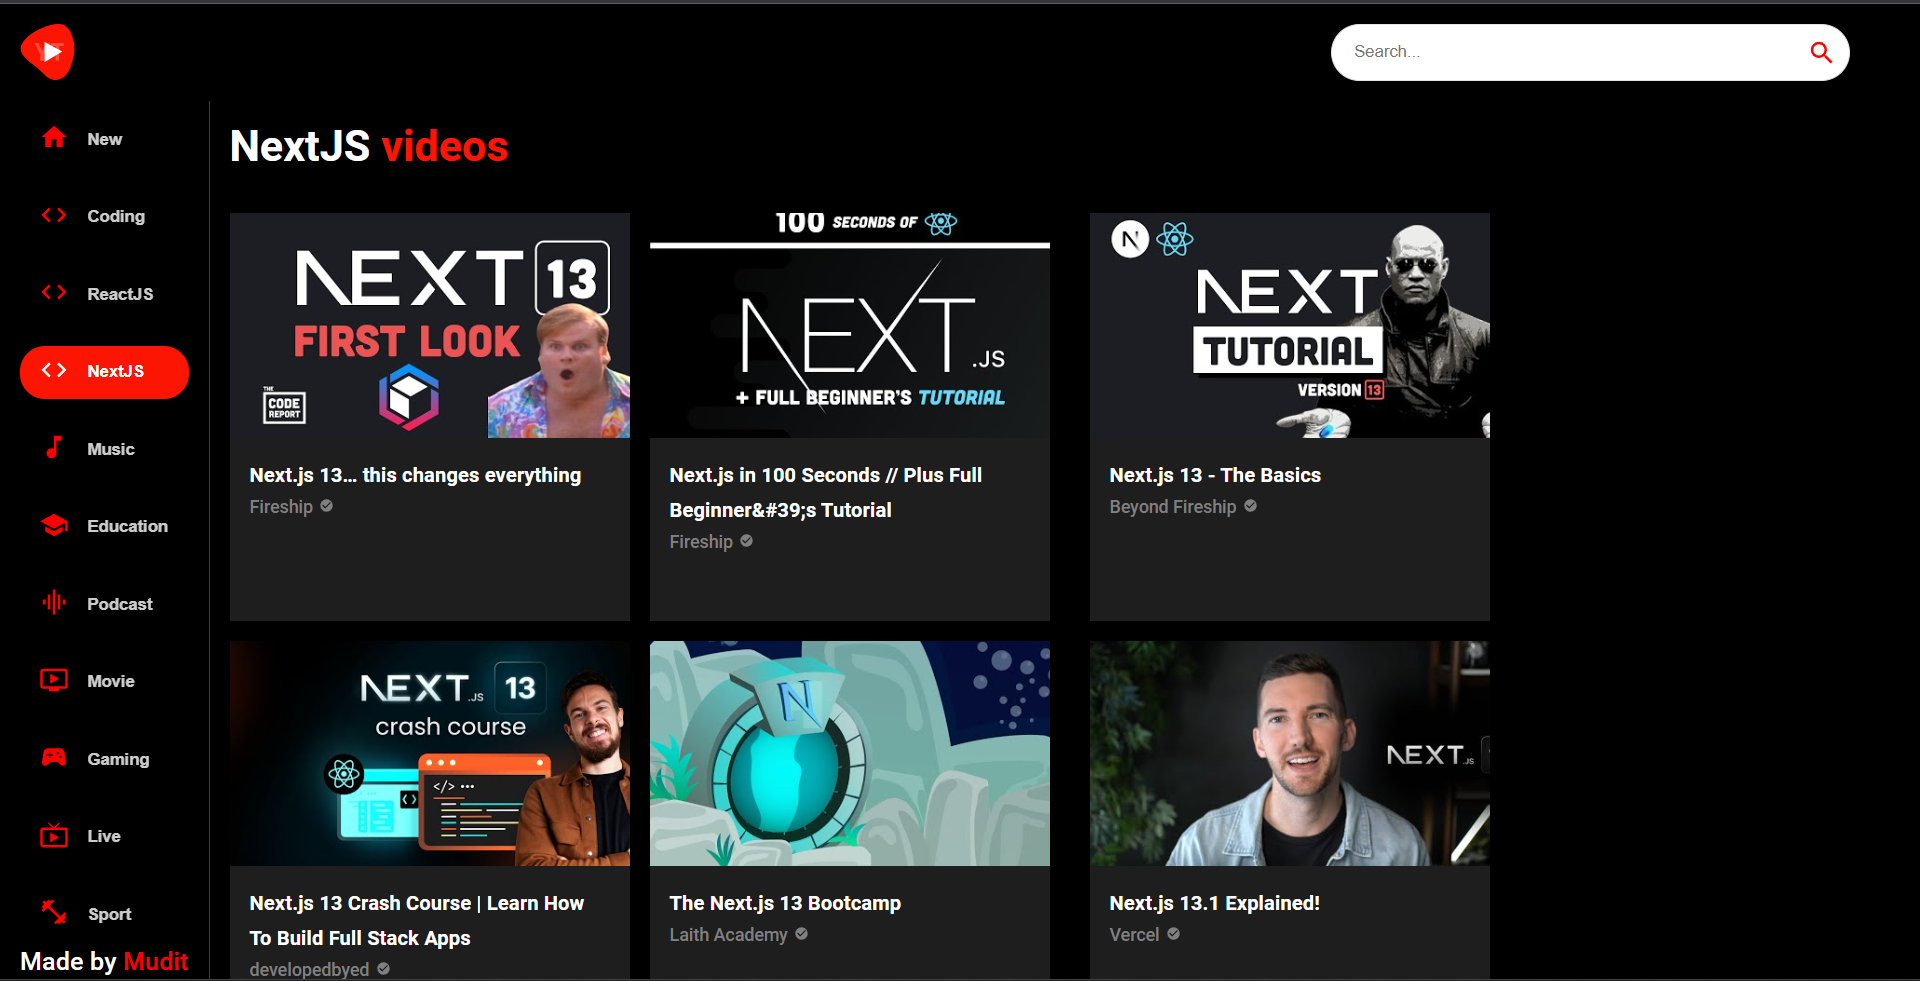 YT
Search...
New
Coding
ReactJS
NextJS
Music
Education
Podcast
Movie
Gaming
Live
Sport
Made by Mudit
NextJS videos
NEXT 13
FIRST LOOK
THE
CODE
REPORT
Next.js 13... this changes everything
Fireship
100 SECONDS OF
NEXT.JS
+ FULL BEGINNER'S TUTORIAL
Next.js in 100 Seconds // Plus Full
Beginner&#39;s Tutorial
Fireship
N
NEXT
TUTORIAL
VERSION 13
Next.js 13 - The Basics
Beyond Fireship
NEXT.JS 13
crash course
</> •••
<>
Next.js 13 Crash Course | Learn How
To Build Full Stack Apps
developedbyed
N
The Next.js 13 Bootcamp
Laith Academy
NEXT.JS
Next.js 13.1 Explained!
Vercel